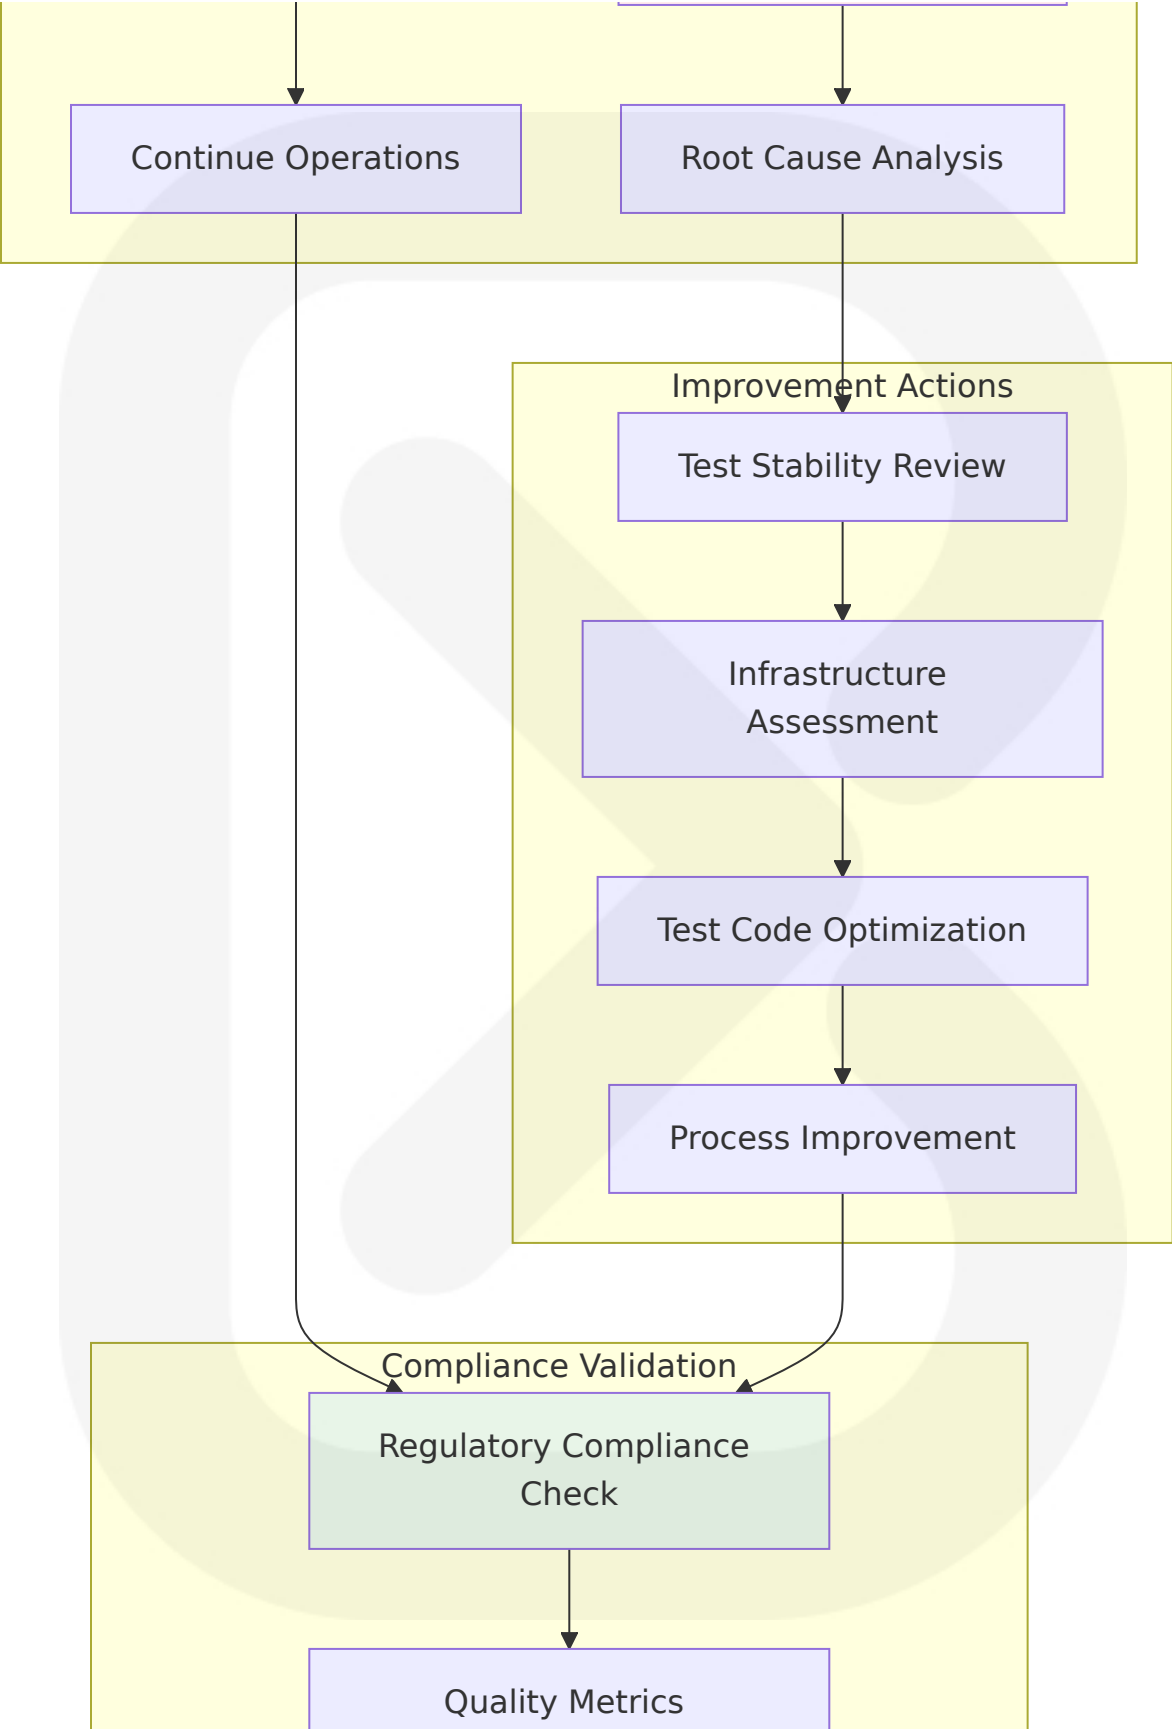 Continue Operations
Root Cause Analysis
Improvement Actions
Test Stability Review
Infrastructure
Assessment
Test Code Optimization
Process Improvement
Compliance Validation
Regulatory Compliance
Check
Quality Metrics